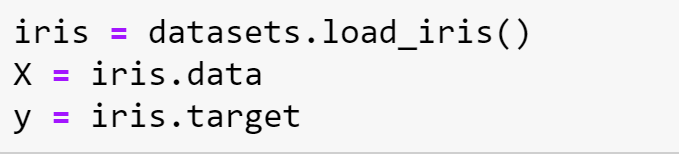 iris = datasets.load_iris()
X = iris.data
y = iris.target